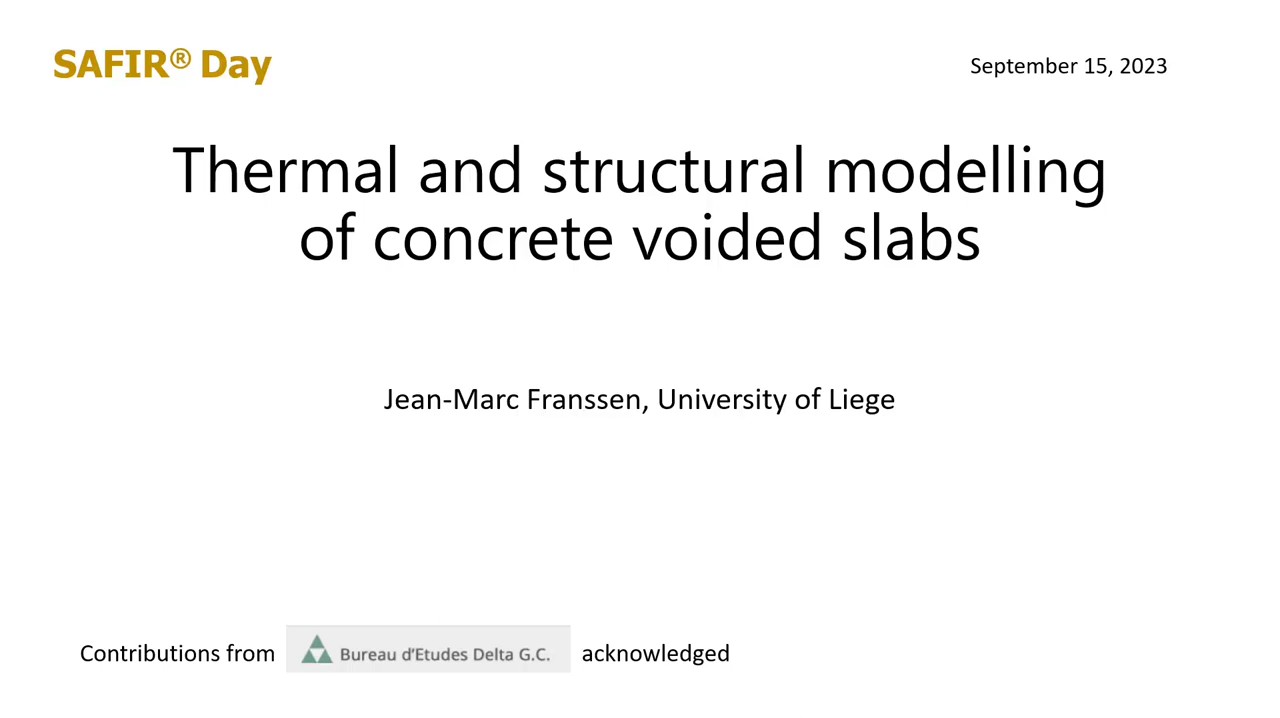 SAFIR® Day
September 15, 2023
Thermal and structural modelling
of concrete voided slabs
Jean-Marc Franssen, University of Liege
Contributions from Bureau d'Etudes Delta G.C. acknowledged